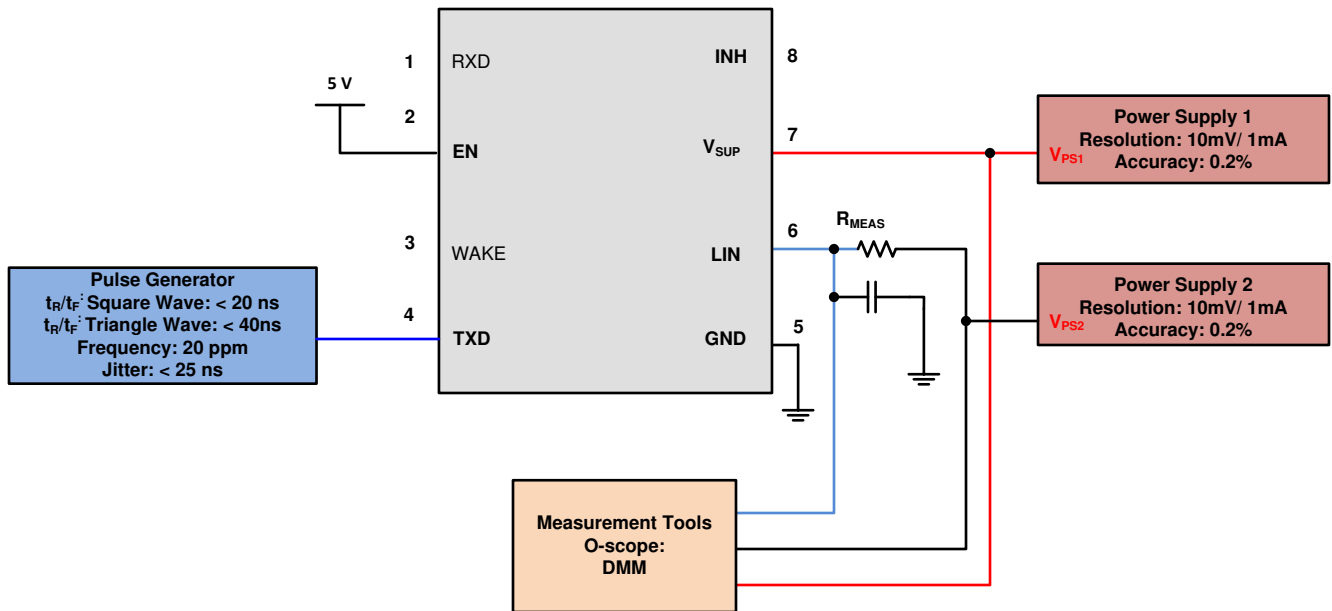 5 V
1
RXD
2
EN
3
WAKE
4
TXD
INH
8
VSUP
7
LIN
6
GND
5
RMEAS
Pulse Generator
tR/tF: Square Wave: < 20 ns
tR/tF: Triangle Wave: < 40ns
Frequency: 20 ppm
Jitter: < 25 ns
Power Supply 1
Resolution: 10mV/ 1mA
Accuracy: 0.2%
VPS1
Power Supply 2
Resolution: 10mV/ 1mA
Accuracy: 0.2%
VPS2
Measurement Tools
O-scope:
DMM